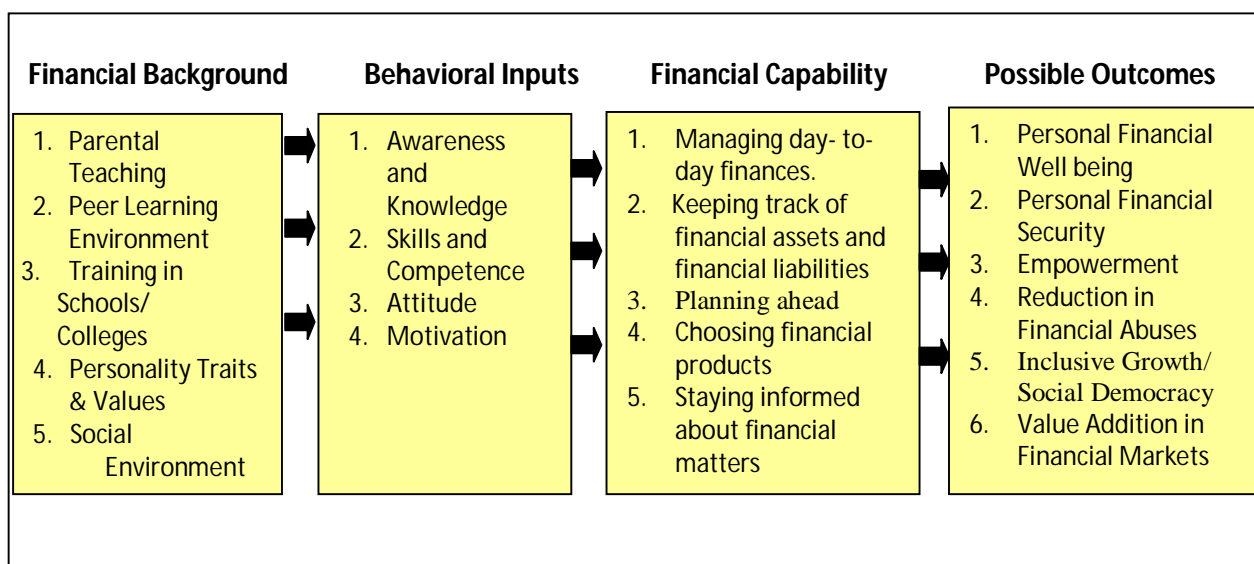 Financial Background
Behavioral Inputs
Financial Capability
Possible Outcomes
1. Parental
Teaching
2. Peer Learning
Environment
3. Training in
Schools/
Colleges
4. Personality Traits
& Values
5. Social
Environment
1. Awareness
and
Knowledge
2. Skills and
Competence
3. Attitude
4. Motivation
1. Managing day- to-
day finances.
2. Keeping track of
financial assets and
financial liabilities
3. Planning ahead
4. Choosing financial
products
5. Staying informed
about financial
matters
1. Personal Financial
Well being
2. Personal Financial
Security
3. Empowerment
4. Reduction in
Financial Abuses
5. Inclusive Growth/
Social Democracy
6. Value Addition in
Financial Markets